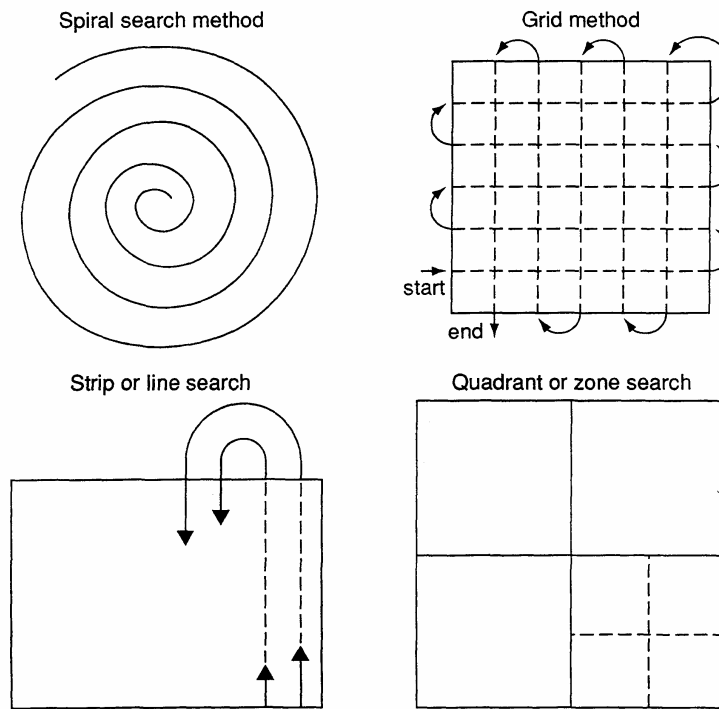 Spiral search method
Grid method
start
end
Strip or line search
Quadrant or zone search